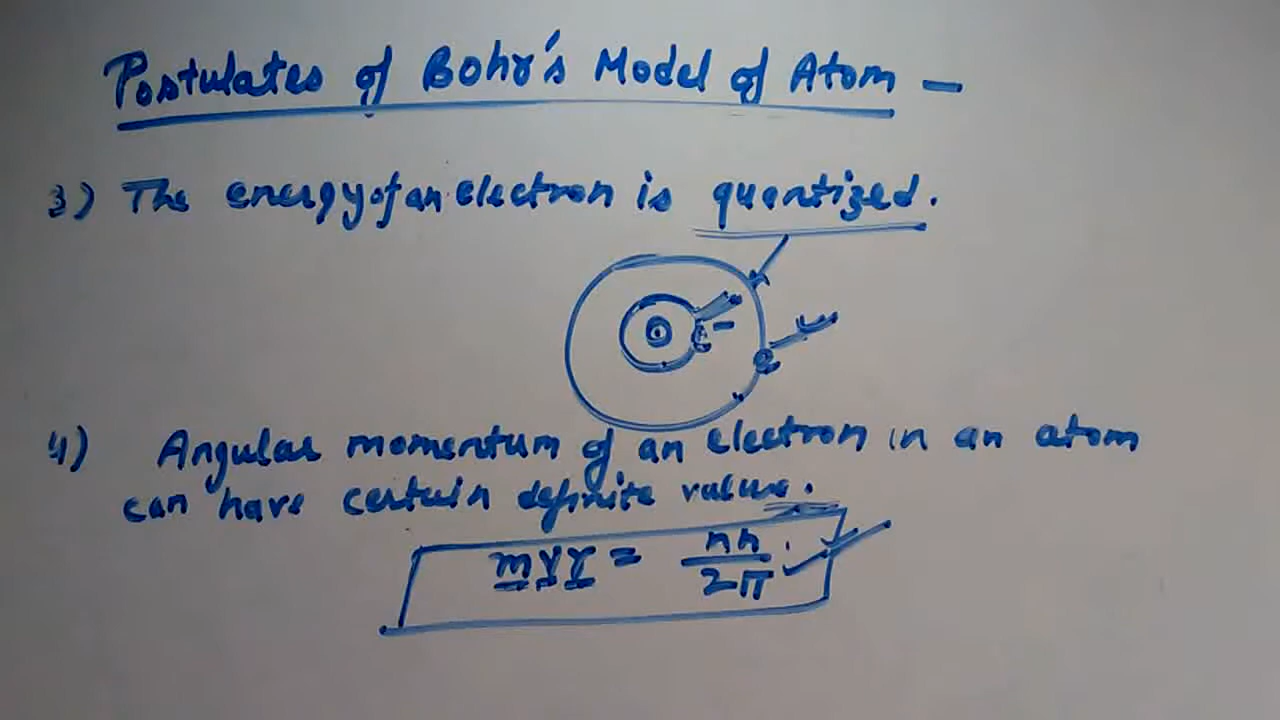 Postulates of Bohr's Model of Atom -
3) The energy of an electron is quantized.
e-
e
4) Angular momentum of an electron in an atom
can have certain definite values.
mvr = nh/2π